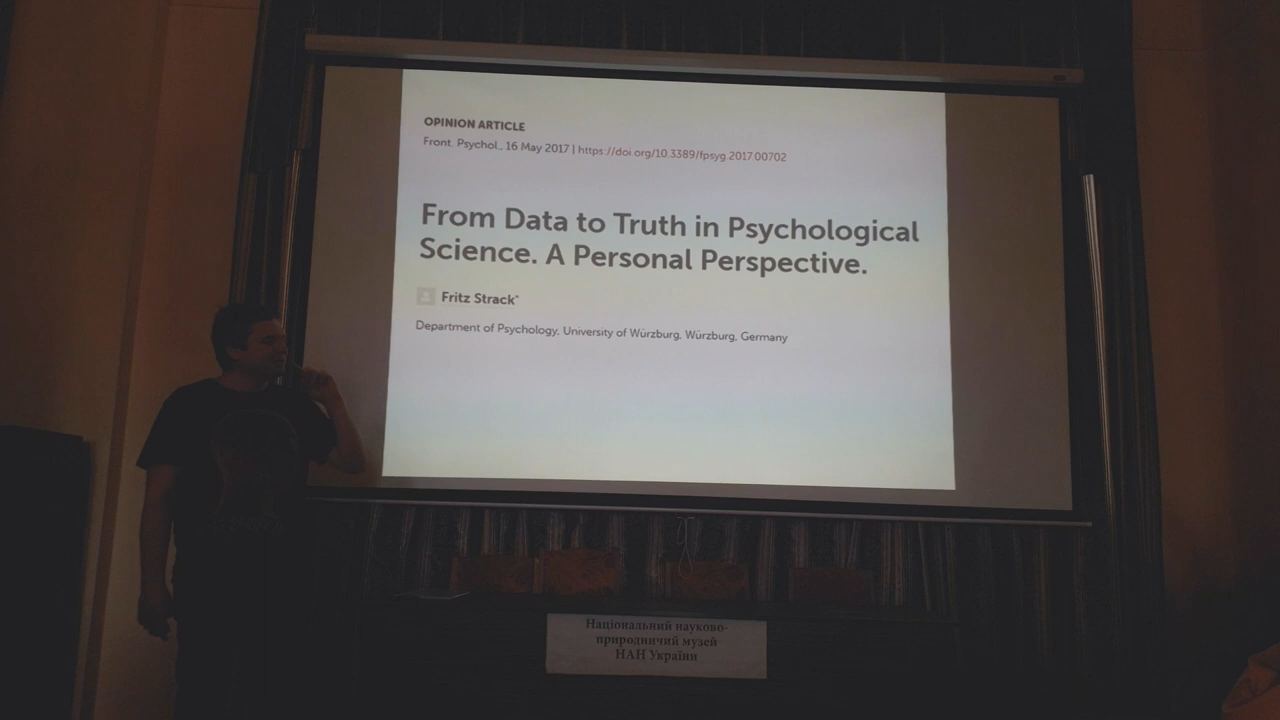 OPINION ARTICLE
Front. Psychol., 16 May 2017 | https://doi.org/10.3389/fpsyg.2017.00702
From Data to Truth in Psychological
Science. A Personal Perspective.
Fritz Strack*
Department of Psychology, University of Würzburg, Würzburg, Germany
Національний науково-
природничий музей
НАН України